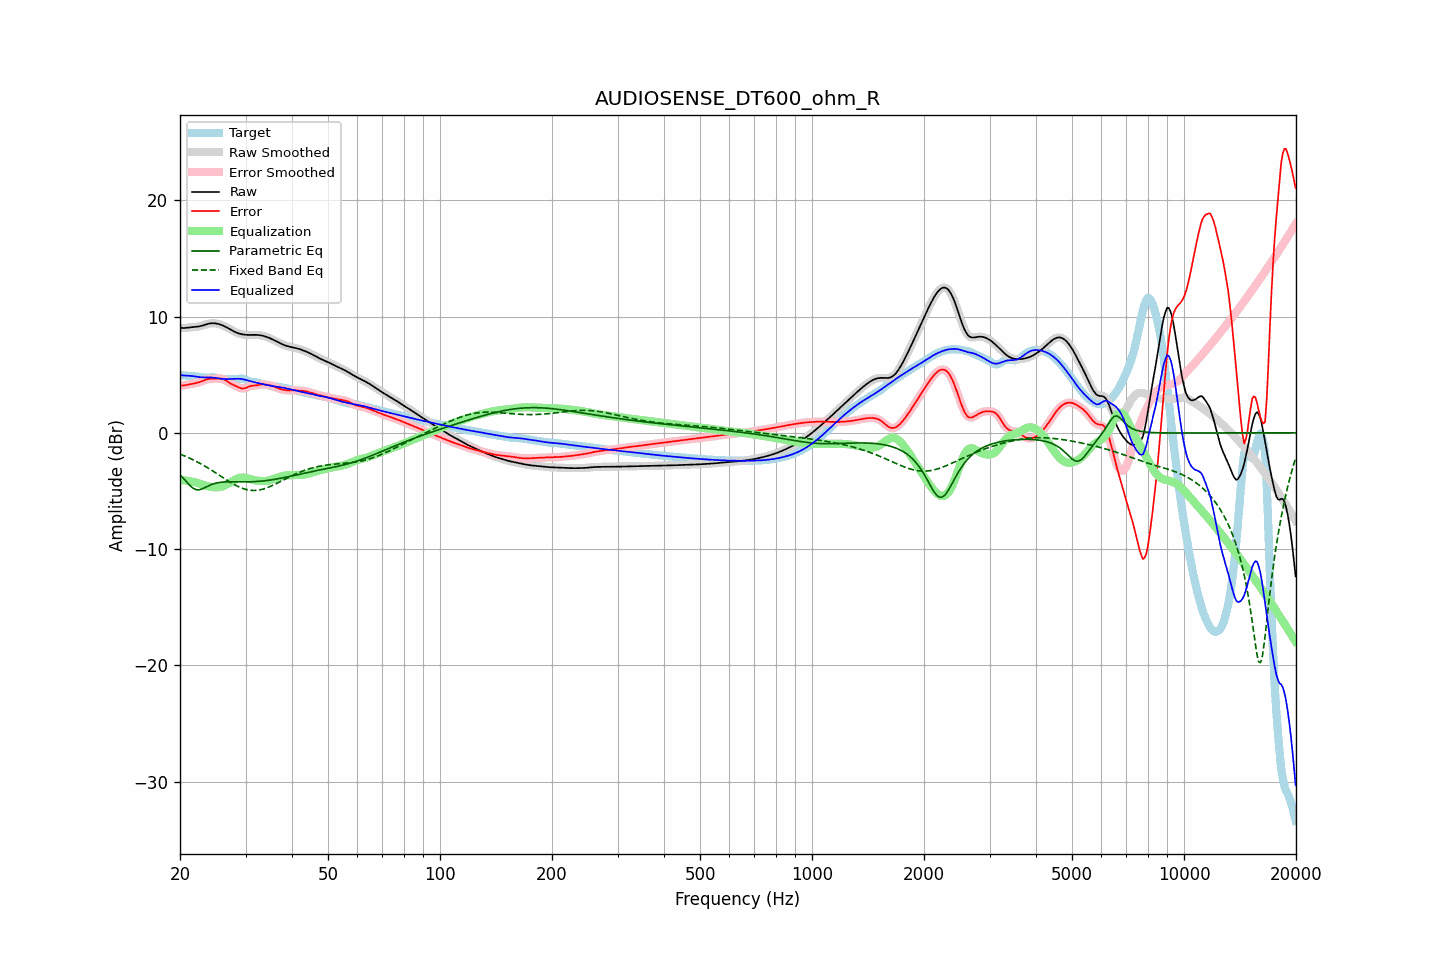 AUDIOSENSE_DT600_ohm_R
Target
Raw Smoothed
Error Smoothed
Raw
Error
Equalization
Parametric Eq
Fixed Band Eq
Equalized
Amplitude (dBr)
20
10
0
−10
−20
−30
20
50
100
200
500
1000
2000
5000
10000
20000
Frequency (Hz)